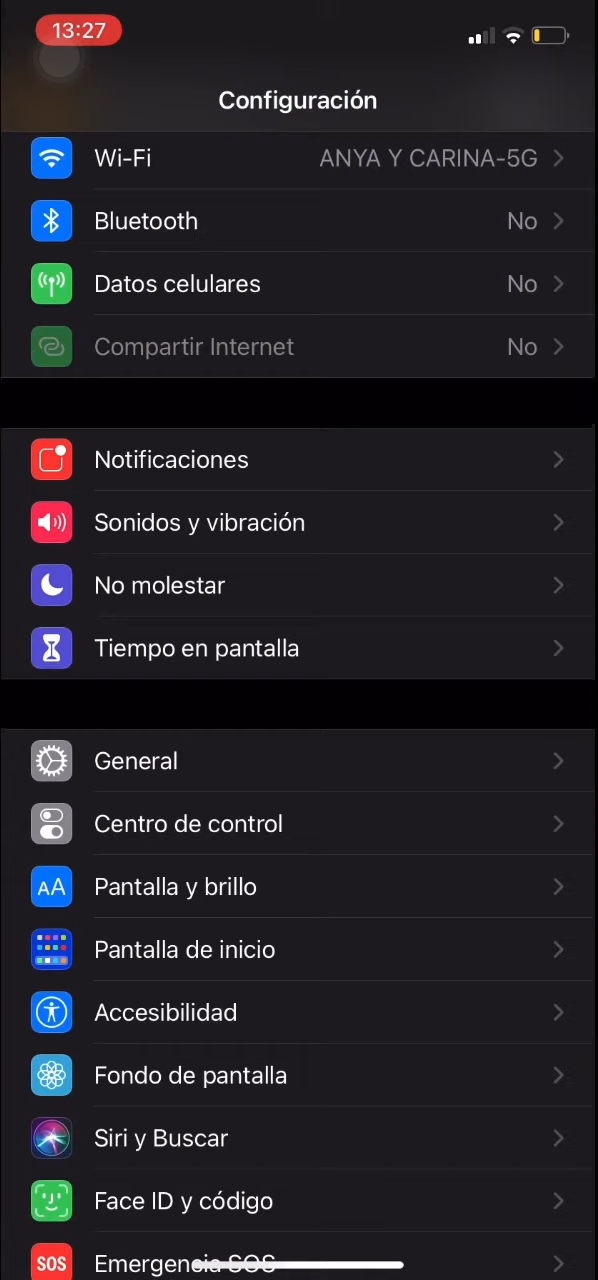 13:27
Configuración
Wi-Fi ANYA Y CARINA-5G
Bluetooth No
Datos celulares No
Compartir Internet No
Notificaciones
Sonidos y vibración
No molestar
Tiempo en pantalla
General
Centro de control
AA Pantalla y brillo
Pantalla de inicio
Accesibilidad
Fondo de pantalla
Siri y Buscar
Face ID y código
SOS Emergencia SOS